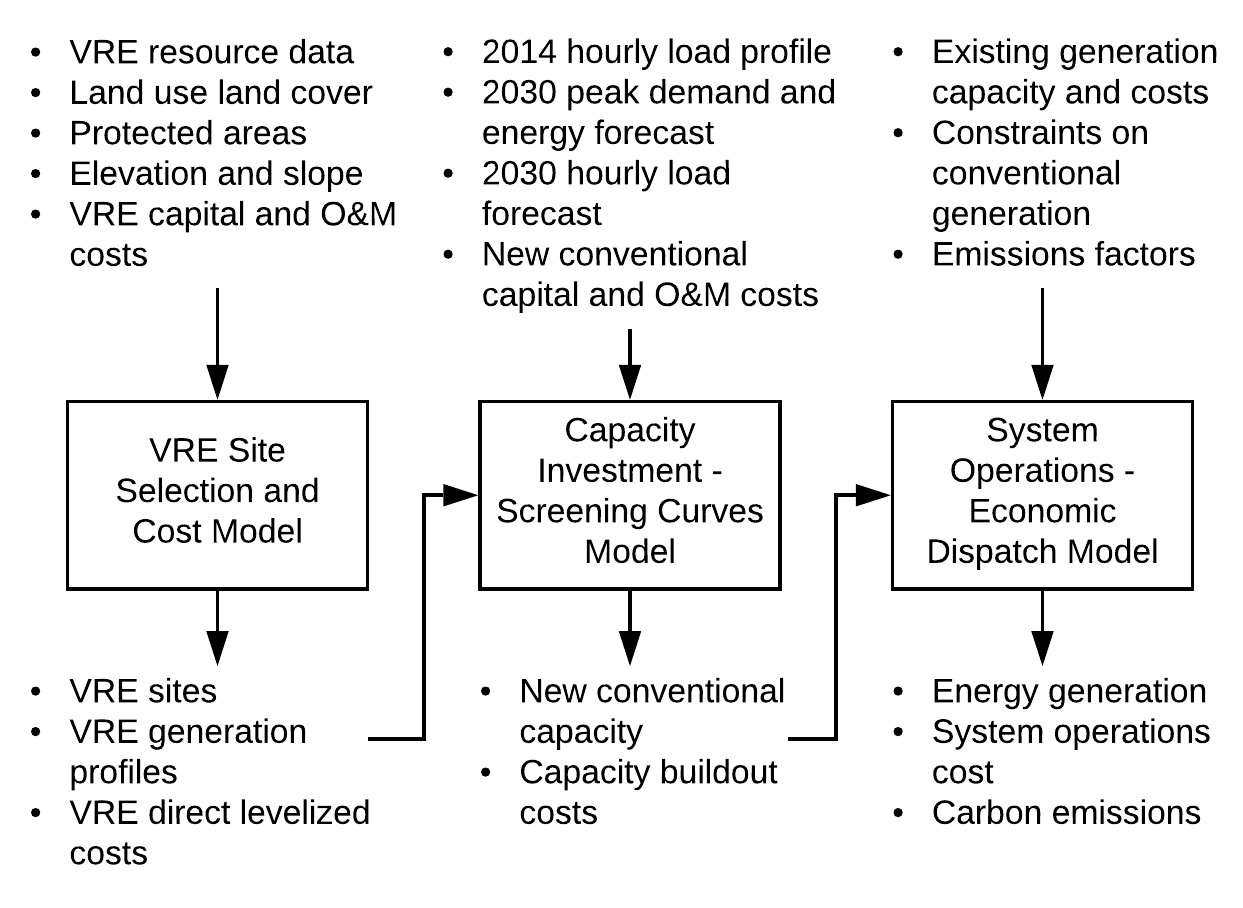 • VRE resource data
• Land use land cover
• Protected areas
• Elevation and slope
• VRE capital and O&M
costs
• 2014 hourly load profile
• 2030 peak demand and
energy forecast
• 2030 hourly load
forecast
• New conventional
capital and O&M costs
• Existing generation
capacity and costs
• Constraints on
conventional
generation
• Emissions factors
VRE Site
Selection and
Cost Model
Capacity
Investment -
Screening Curves
Model
System
Operations -
Economic
Dispatch Model
• VRE sites
• VRE generation
profiles
• VRE direct levelized
costs
• New conventional
capacity
• Capacity buildout
costs
• Energy generation
• System operations
cost
• Carbon emissions